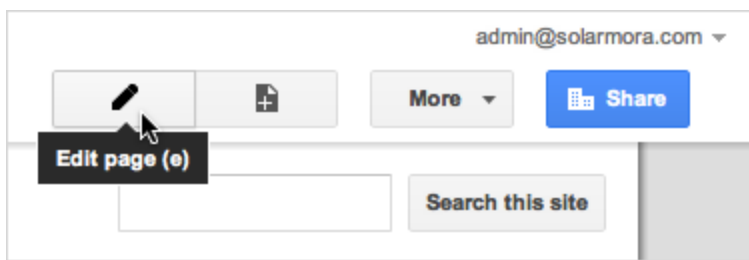 admin@solarmora.com
More
Share
Edit page (e)
Search this site